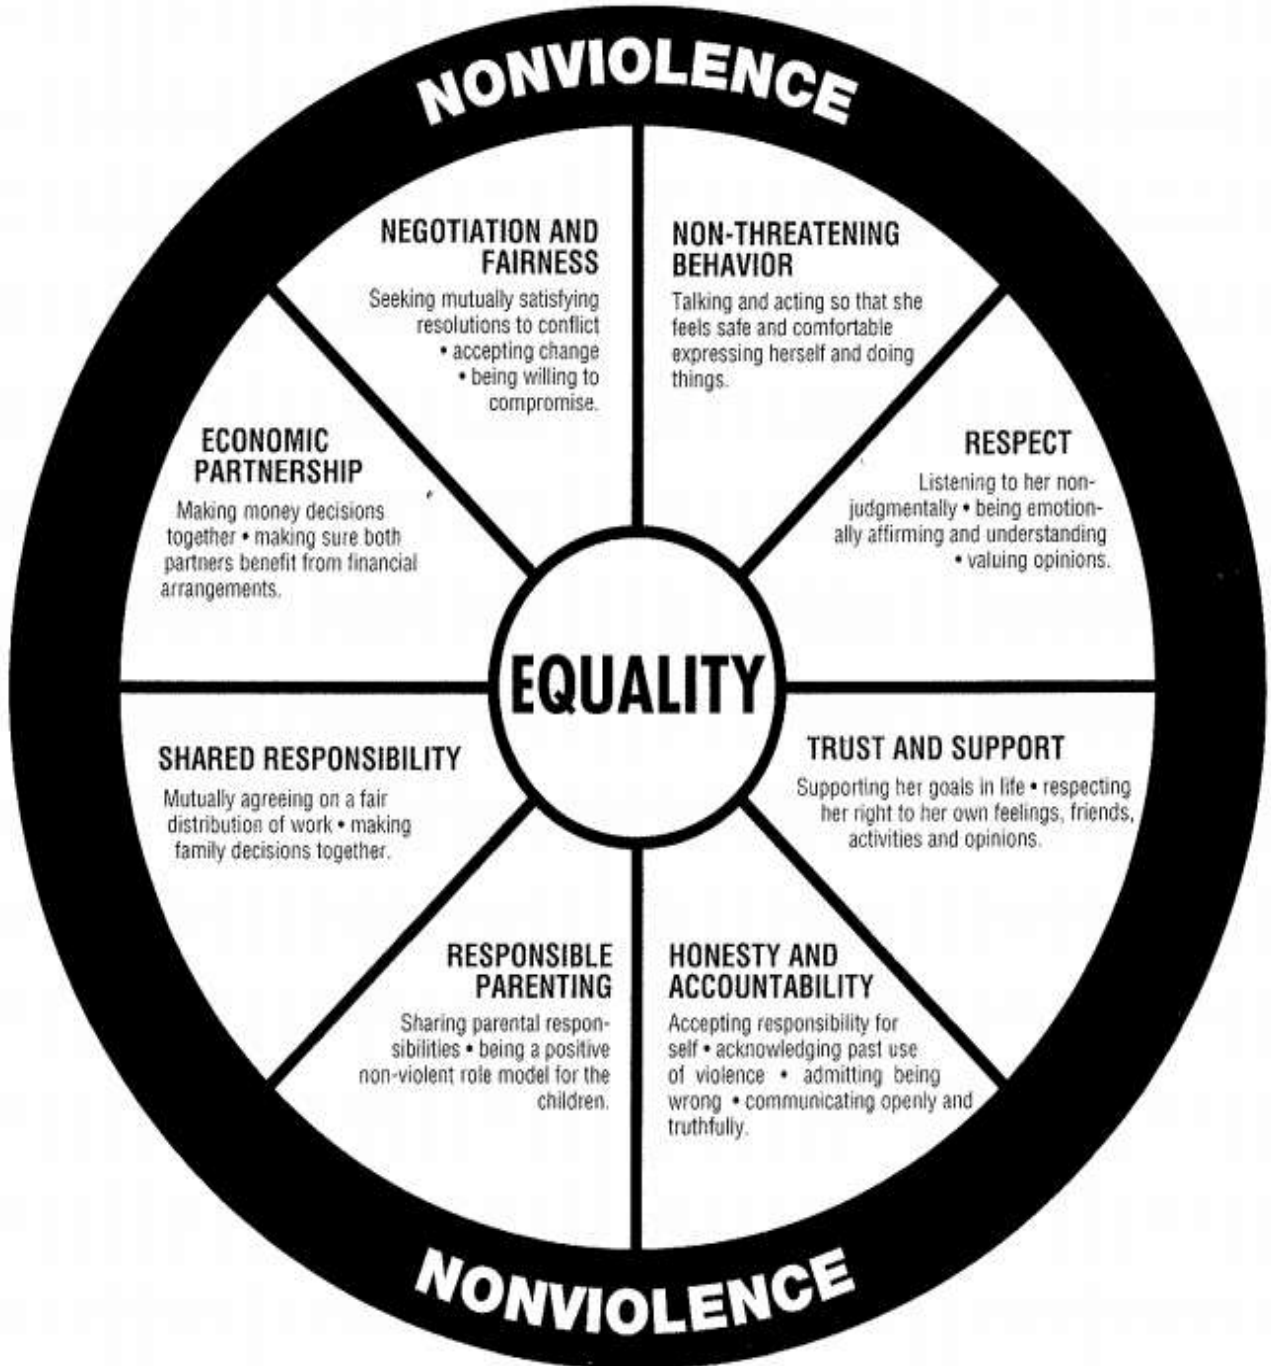 NONVIOLENCE
NEGOTIATION AND
FAIRNESS
Seeking mutually satisfying
resolutions to conflict
• accepting change
• being willing to
compromise.
NON-THREATENING
BEHAVIOR
Talking and acting so that she
feels safe and comfortable
expressing herself and doing
things.
RESPECT
Listening to her non-
judgmentally • being emotion-
ally affirming and understanding
• valuing opinions.
TRUST AND SUPPORT
Supporting her goals in life • respecting
her right to her own feelings, friends,
activities and opinions.
HONESTY AND
ACCOUNTABILITY
Accepting responsibility for
self • acknowledging past use
of violence • admitting being
wrong • communicating openly and
truthfully.
RESPONSIBLE
PARENTING
Sharing parental respon-
sibilities • being a positive
non-violent role model for the
children.
SHARED RESPONSIBILITY
Mutually agreeing on a fair
distribution of work • making
family decisions together.
ECONOMIC
PARTNERSHIP
Making money decisions
together • making sure both
partners benefit from financial
arrangements.
EQUALITY
NONVIOLENCE